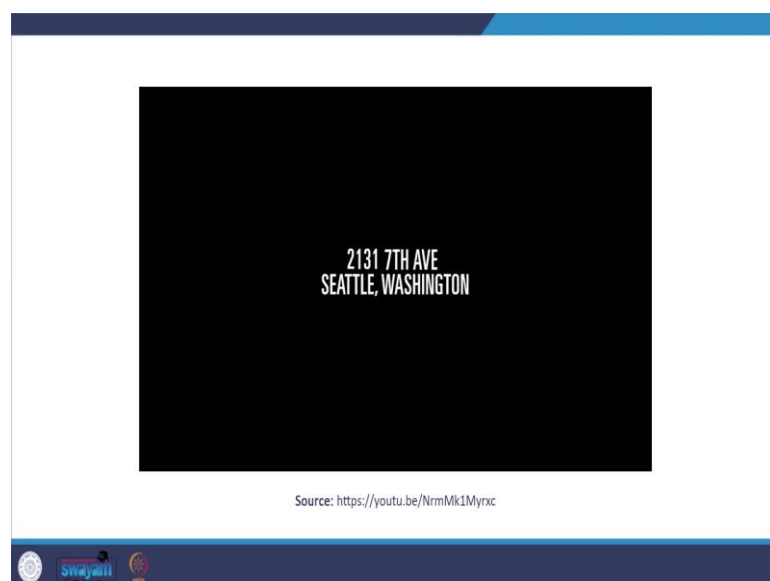 2131 7TH AVE
SEATTLE, WASHINGTON
Source: https://youtu.be/NrmMk1Myrxc
swayam